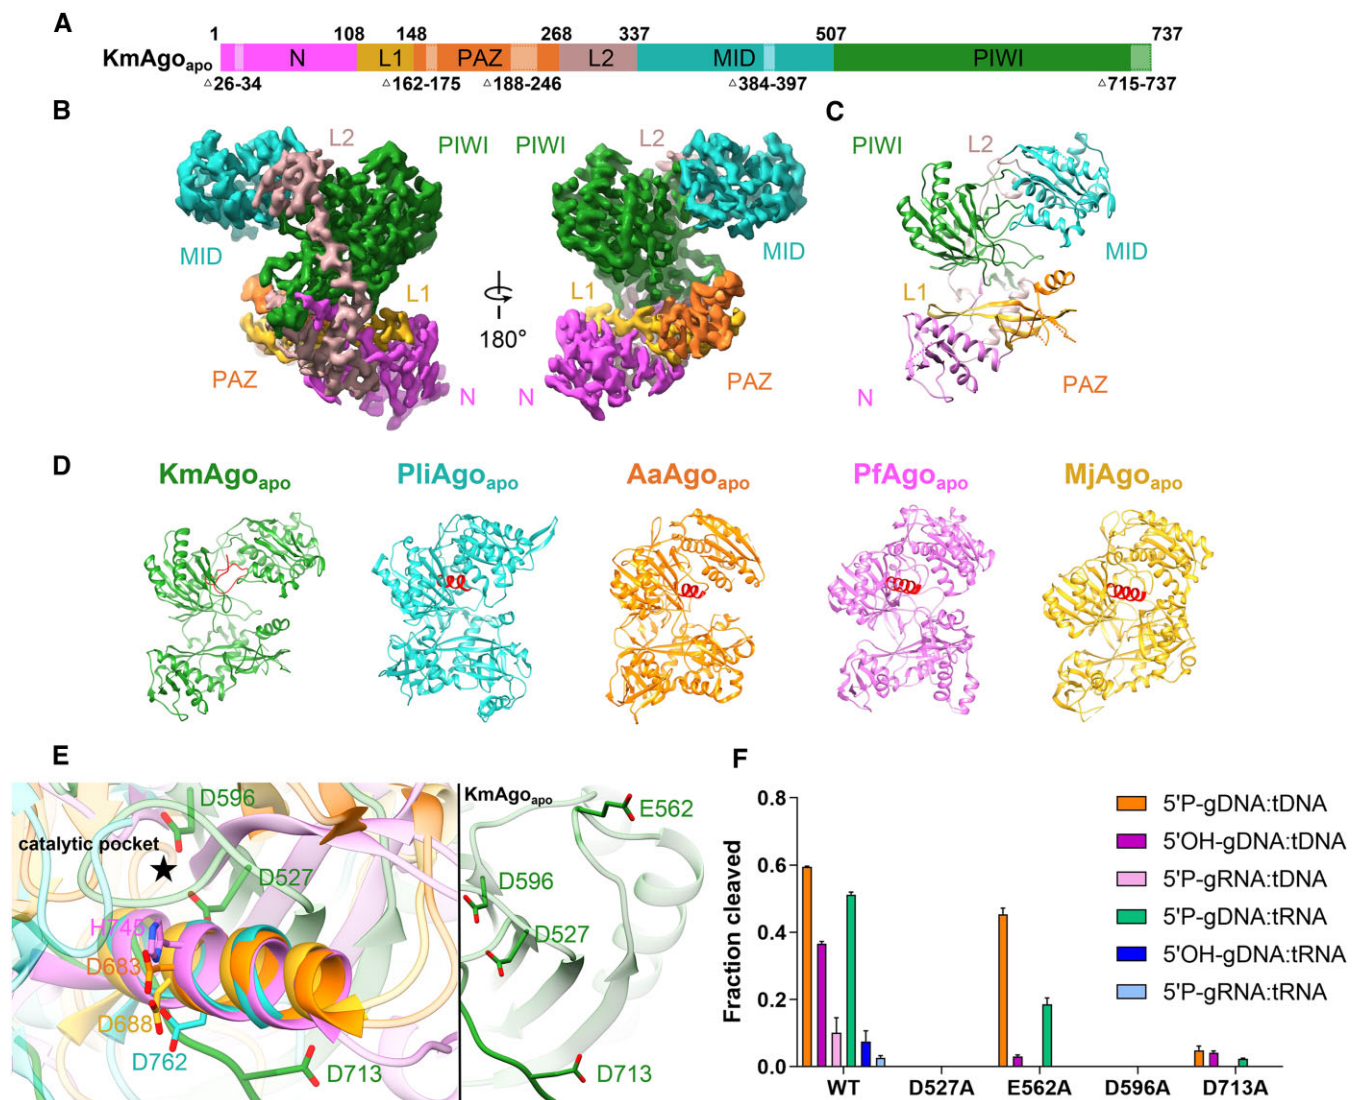 A
1 108 148 268 337 507 737
KmAgoapo N L1 PAZ L2 MID PIWI
△26-34 △162-175 △188-246 △384-397 △715-737
B
L2 PIWI PIWI L2
MID MID
L1 L1
180°
PAZ PAZ
N N
C
PIWI L2
MID
L1
PAZ
N
D
KmAgoapo PliAgoapo AaAgoapo PfAgoapo MjAgoapo
E
D596
catalytic pocket
D527
H745
D683
D688
D762
D713
KmAgoapo
E562
D596
D527
D713
F
Fraction cleaved
0.8
0.6
0.4
0.2
0.0
WT D527A E562A D596A D713A
5'P-gDNA:tDNA
5'OH-gDNA:tDNA
5'P-gRNA:tDNA
5'P-gDNA:tRNA
5'OH-gDNA:tRNA
5'P-gRNA:tRNA